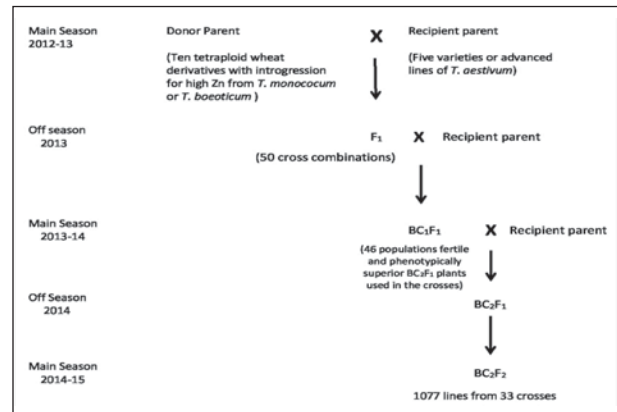 Main Season
2012-13
Donor Parent
X
Recipient parent
(Ten tetraploid wheat
derivatives with introgression
for high Zn from T. monococum
or T. boeoticum )
(Five varieties or advanced
lines of T. aestivum)
Off season
2013
F1 X Recipient parent
(50 cross combinations)
Main Season
2013-14
BC1F1 X Recipient parent
(46 populations fertile
and phenotypically
superior BC2F1 plants
used in the crosses)
Off Season
2014
BC2F1
Main Season
2014-15
BC2F2
1077 lines from 33 crosses